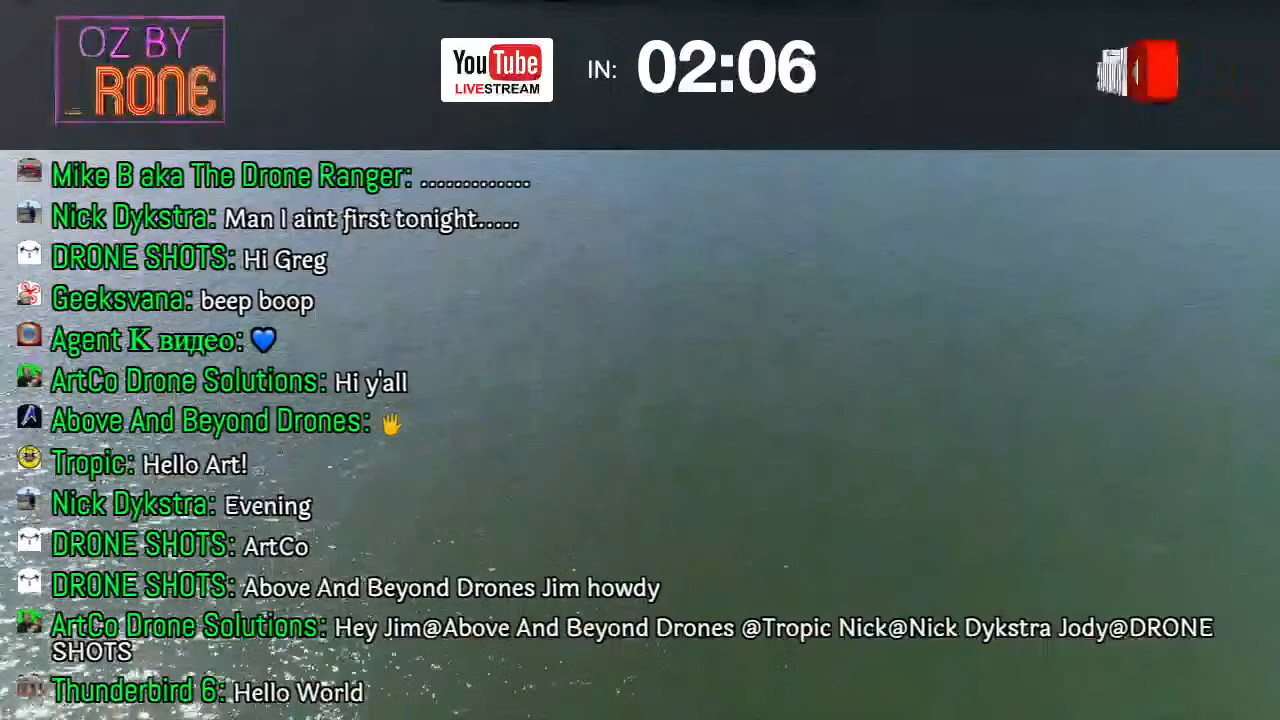 OZ BY
RONE
YouTube
LIVESTREAM
IN: 02:06
Mike B aka The Drone Ranger: .............
Nick Dykstra: Man I aint first tonight.....
DRONE SHOTS: Hi Greg
Geeksvana: beep boop
Agent K видео: 💙
ArtCo Drone Solutions: Hi y'all
Above And Beyond Drones: 🖐
Tropic: Hello Art!
Nick Dykstra: Evening
DRONE SHOTS: ArtCo
DRONE SHOTS: Above And Beyond Drones Jim howdy
ArtCo Drone Solutions: Hey Jim@Above And Beyond Drones @Tropic Nick@Nick Dykstra Jody@DRONE
SHOTS
Thunderbird 6: Hello World